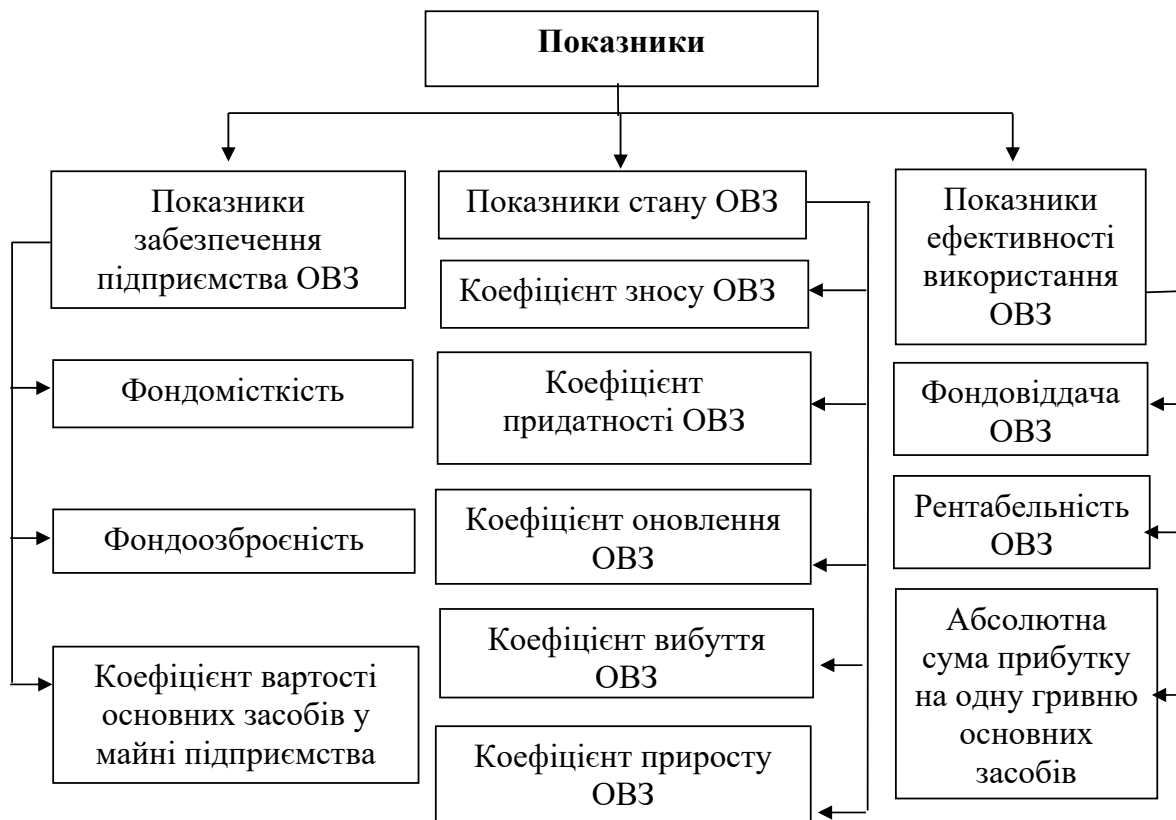 Показники
Показники
забезпечення
підприємства ОВЗ
Фондомісткість
Фондоозброєність
Коефіцієнт вартості
основних засобів у
майні підприємства
Показники стану ОВЗ
Коефіцієнт зносу ОВЗ
Коефіцієнт
придатності ОВЗ
Коефіцієнт оновлення
ОВЗ
Коефіцієнт вибуття
ОВЗ
Коефіцієнт приросту
ОВЗ
Показники
ефективності
використання
ОВЗ
Фондовіддача
ОВЗ
Рентабельність
ОВЗ
Абсолютна
сума прибутку
на одну гривню
основних
засобів